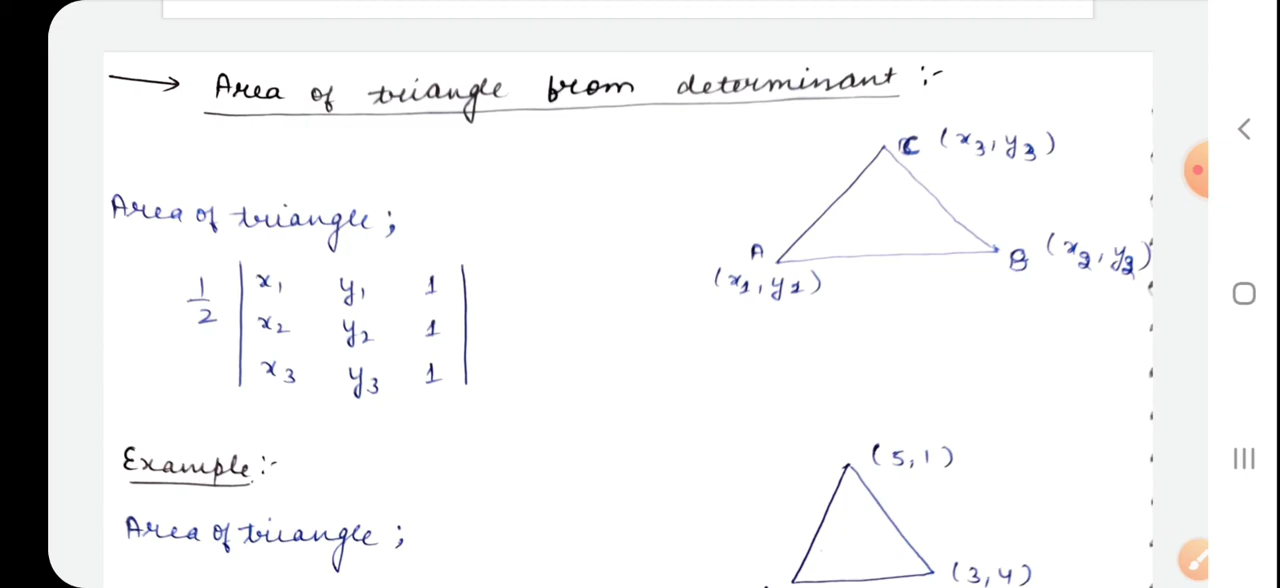 → Area of triangle from determinant :-
C (x₃, y₃)
Area of triangle ;
A
B (x₂, y₂)
(x₁, y₁)
1/2 | x₁ y₁ 1 |
| x₂ y₂ 1 |
| x₃ y₃ 1 |
Example :-
(5, 1)
Area of triangle ;
(3, 4)